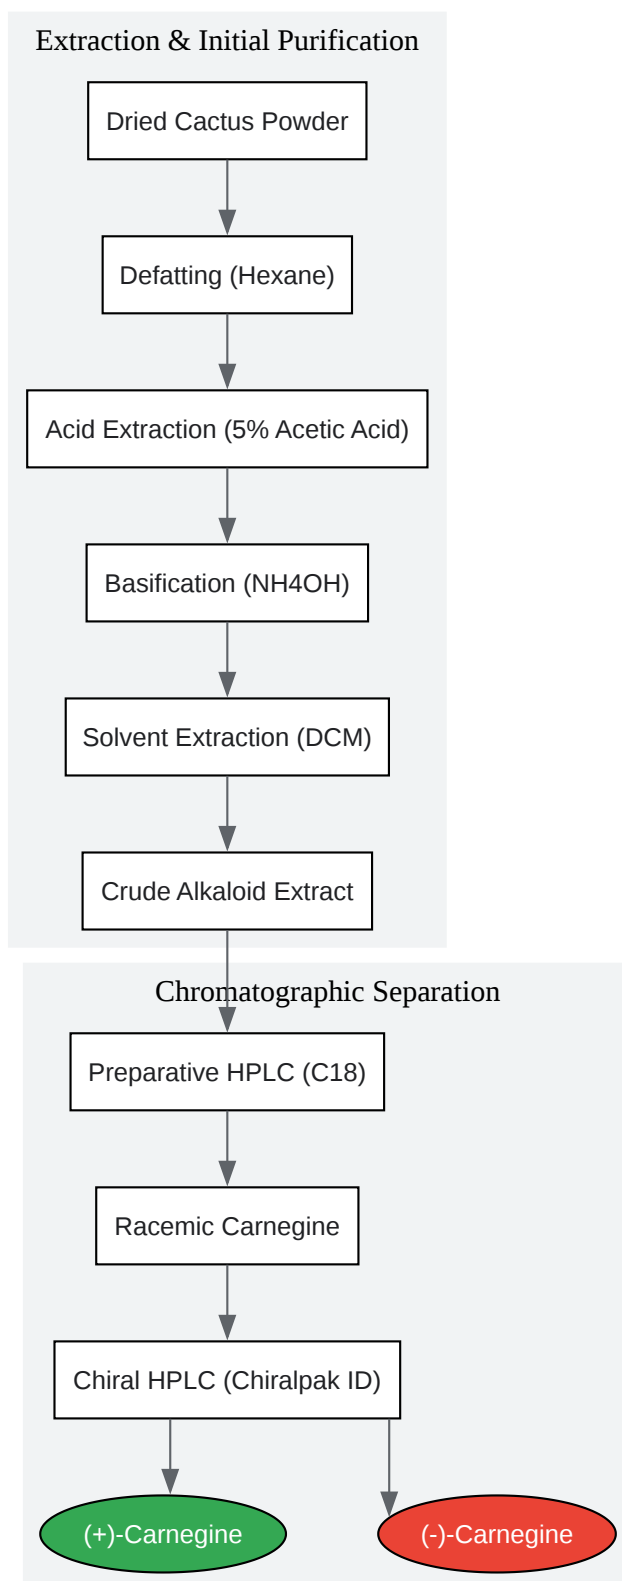 Extraction & Initial Purification
Dried Cactus Powder
Defatting (Hexane)
Acid Extraction (5% Acetic Acid)
Basification (NH4OH)
Solvent Extraction (DCM)
Crude Alkaloid Extract
Chromatographic Separation
Preparative HPLC (C18)
Racemic Carnegine
Chiral HPLC (Chiralpak ID)
(+)-Carnegine
(-)-Carnegine